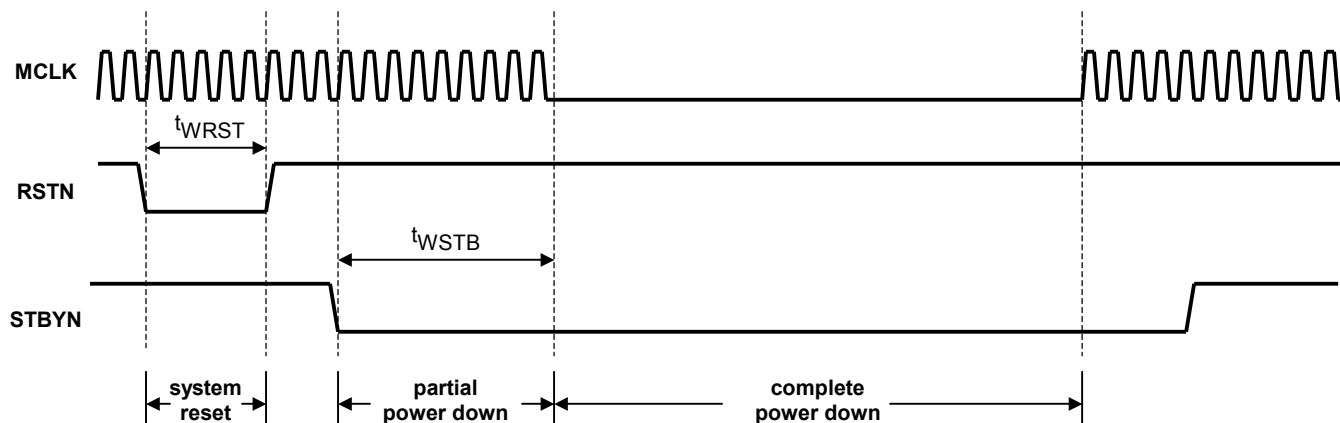 MCLK
tWRST
RSTN
tWSTB
STBYN
system
reset
partial
power down
complete
power down